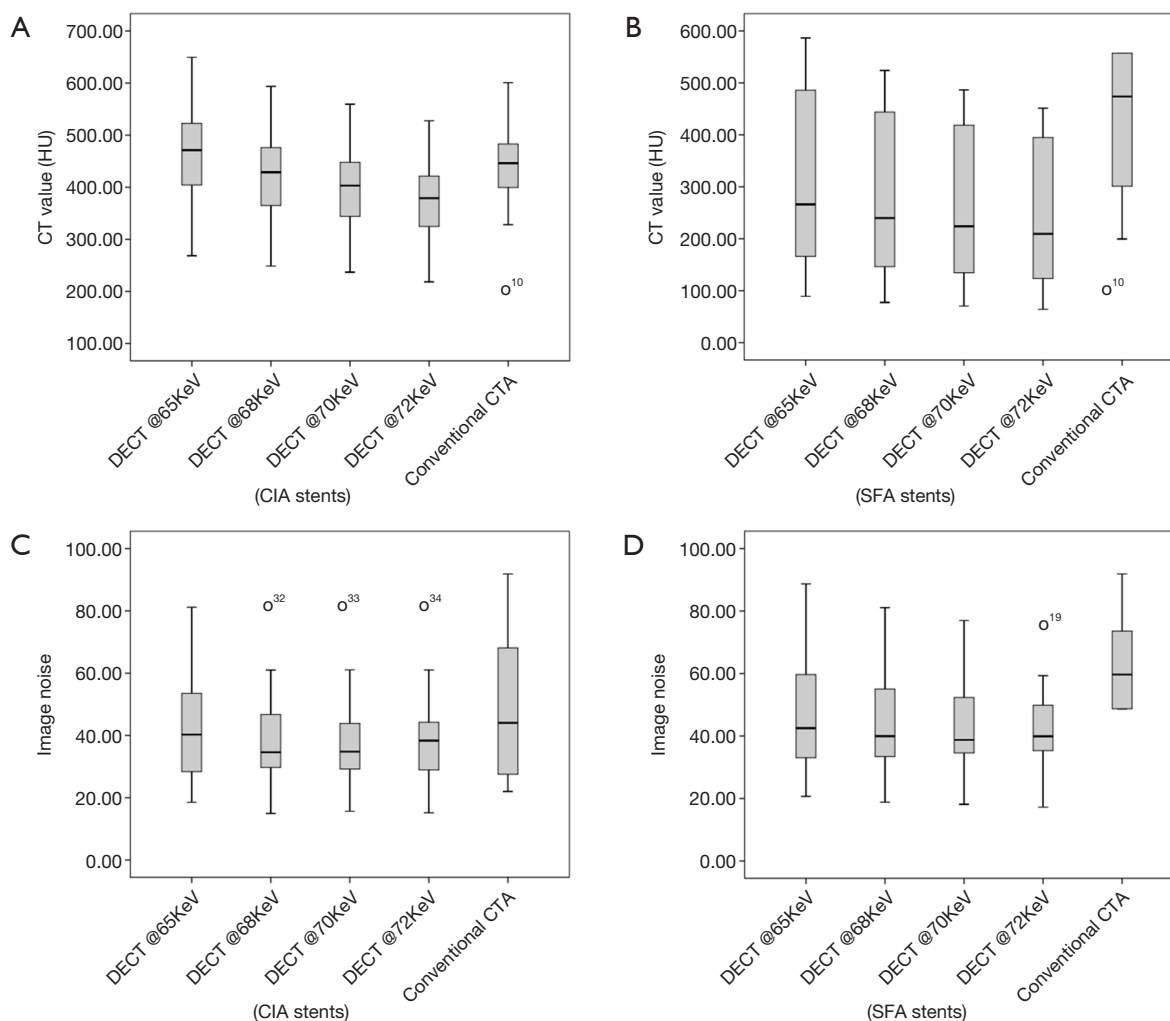 A
700.00
600.00
500.00
400.00
300.00
200.00
100.00
CT value (HU)
o10
DECT @65KeV
DECT @68KeV
DECT @70KeV
DECT @72KeV
Conventional CTA
(CIA stents)
B
600.00
500.00
400.00
300.00
200.00
100.00
0.00
CT value (HU)
o10
DECT @65KeV
DECT @68KeV
DECT @70KeV
DECT @72KeV
Conventional CTA
(SFA stents)
C
100.00
80.00
60.00
40.00
20.00
0.00
Image noise
o32
o33
o34
DECT @65KeV
DECT @68KeV
DECT @70KeV
DECT @72KeV
Conventional CTA
(CIA stents)
D
100.00
80.00
60.00
40.00
20.00
0.00
Image noise
o19
DECT @65KeV
DECT @68KeV
DECT @70KeV
DECT @72KeV
Conventional CTA
(SFA stents)